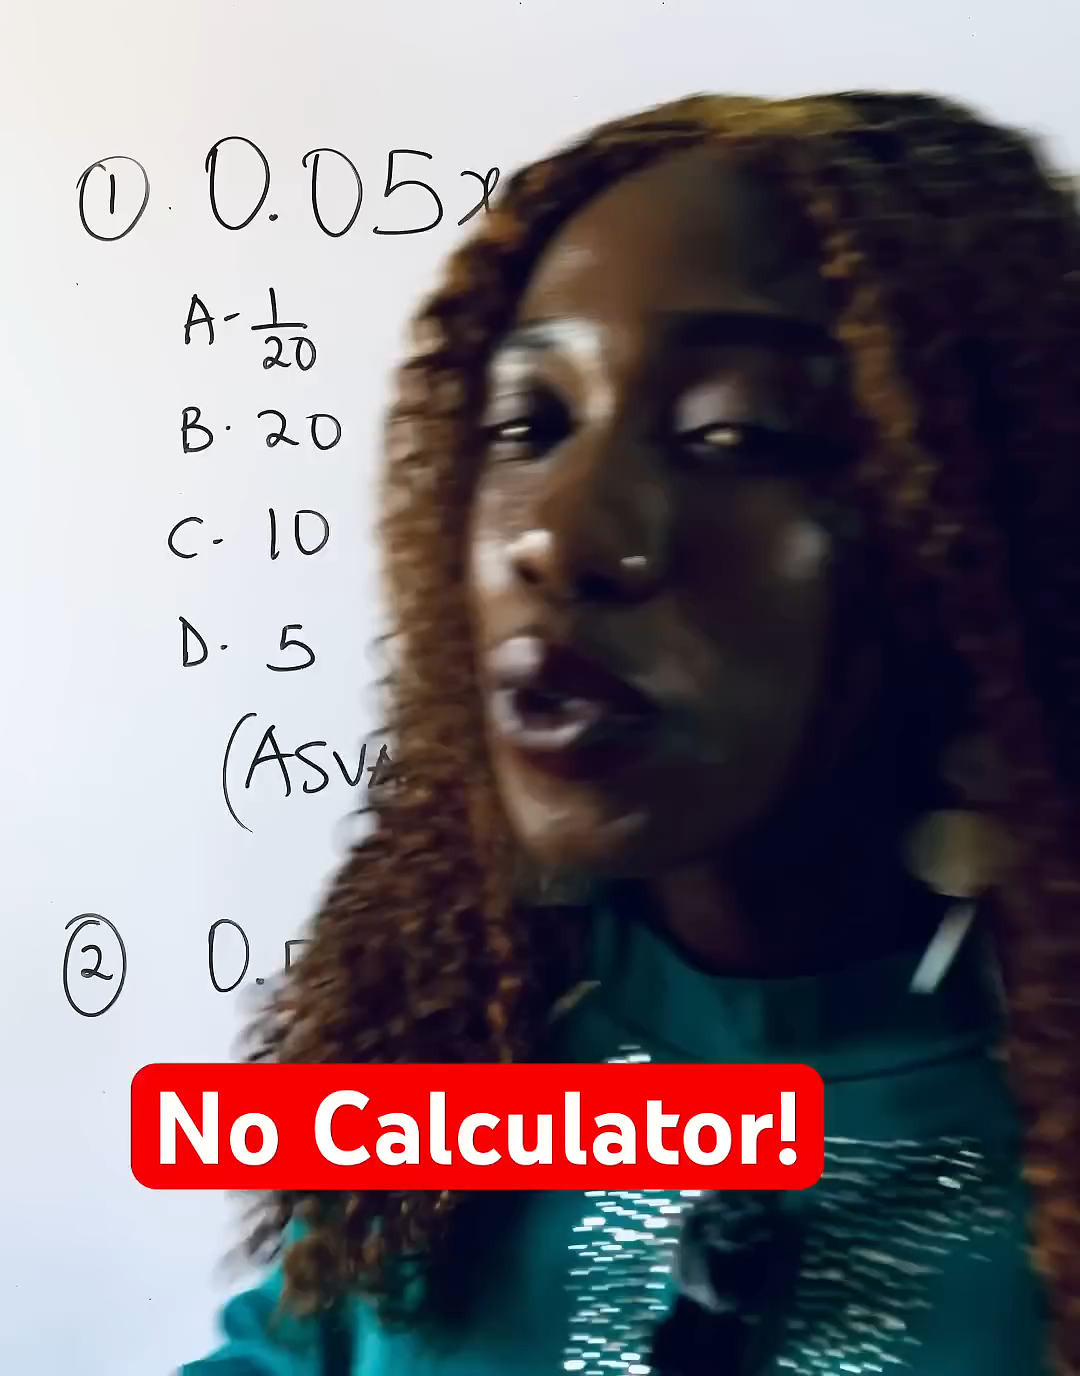 ① 0.05x
A - 1/20
B. 20
C. 10
D. 5
(ASVA
② 0.
No Calculator!